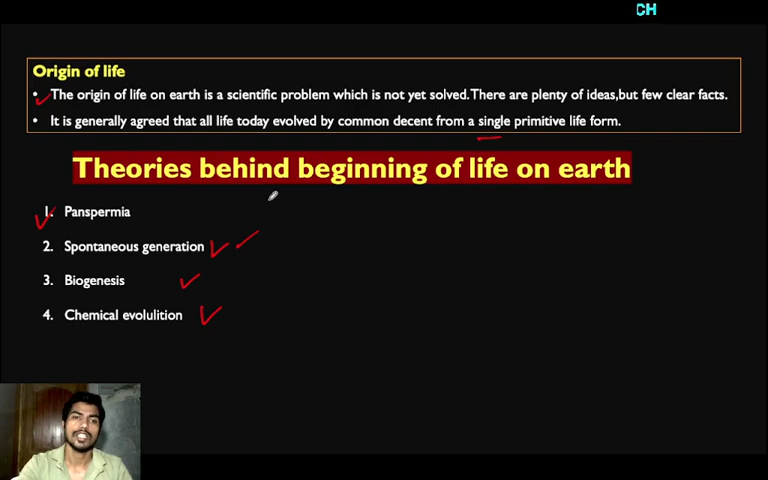 CH
Origin of life
• The origin of life on earth is a scientific problem which is not yet solved.There are plenty of ideas,but few clear facts.
• It is generally agreed that all life today evolved by common decent from a single primitive life form.
Theories behind beginning of life on earth
1. Panspermia
2. Spontaneous generation
3. Biogenesis
4. Chemical evolulition